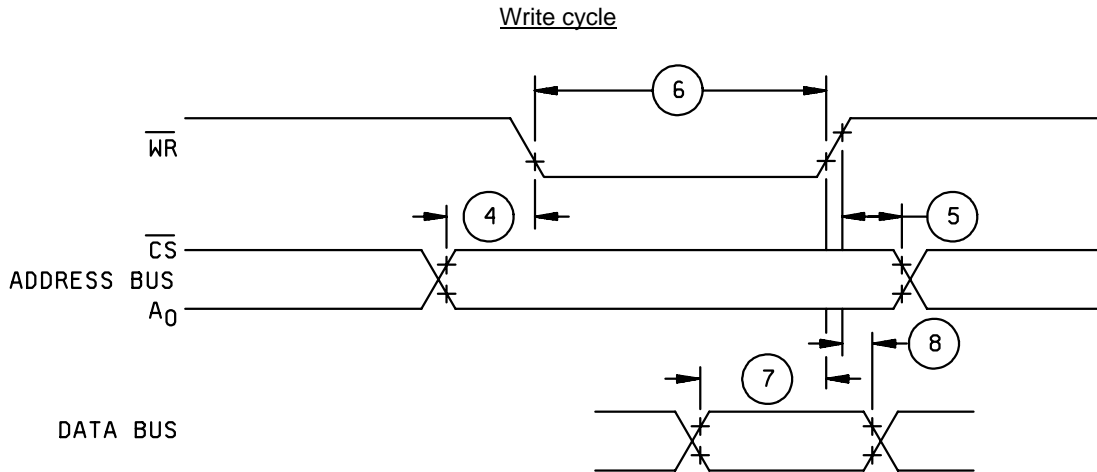 Write cycle
6
WR
4
5
CS
ADDRESS BUS
A0
8
7
DATA BUS